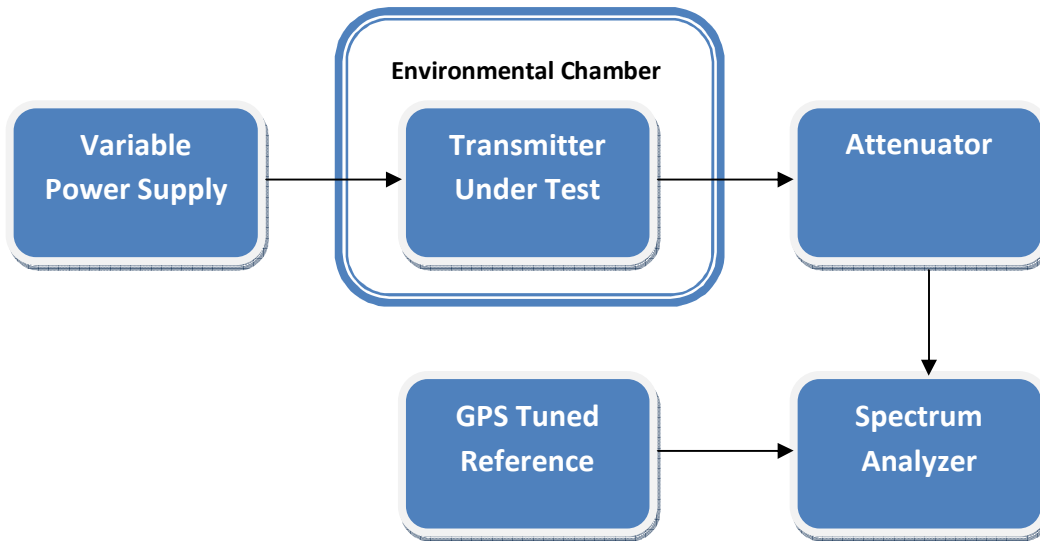 Environmental Chamber
Variable
Power Supply
Transmitter
Under Test
Attenuator
GPS Tuned
Reference
Spectrum
Analyzer